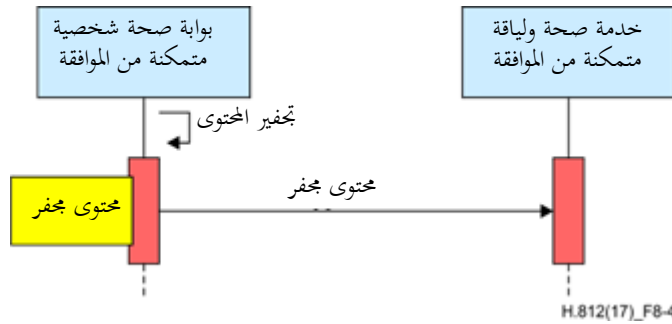 خدمة صحة ولياقة
متمكنة من الموافقة
بوابة صحة شخصية
متمكنة من الموافقة
تجفير المحتوى
محتوى مجفر
محتوى مجفر
H.812(17)_F8-4